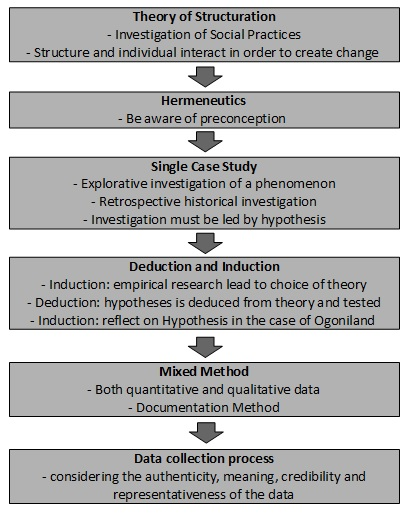 Theory of Structuration
- Investigation of Social Practices
- Structure and individual interact in order to create change
Hermeneutics
- Be aware of preconception
Single Case Study
- Explorative investigation of a phenomenon
- Retrospective historical investigation
- Investigation must be led by hypothesis
Deduction and Induction
- Induction: empirical research lead to choice of theory
- Deduction: hypotheses is deduced from theory and tested
- Induction: reflect on Hypothesis in the case of Ogoniland
Mixed Method
- Both quantitative and qualitative data
- Documentation Method
Data collection process
- considering the authenticity, meaning, credibility and
representativeness of the data